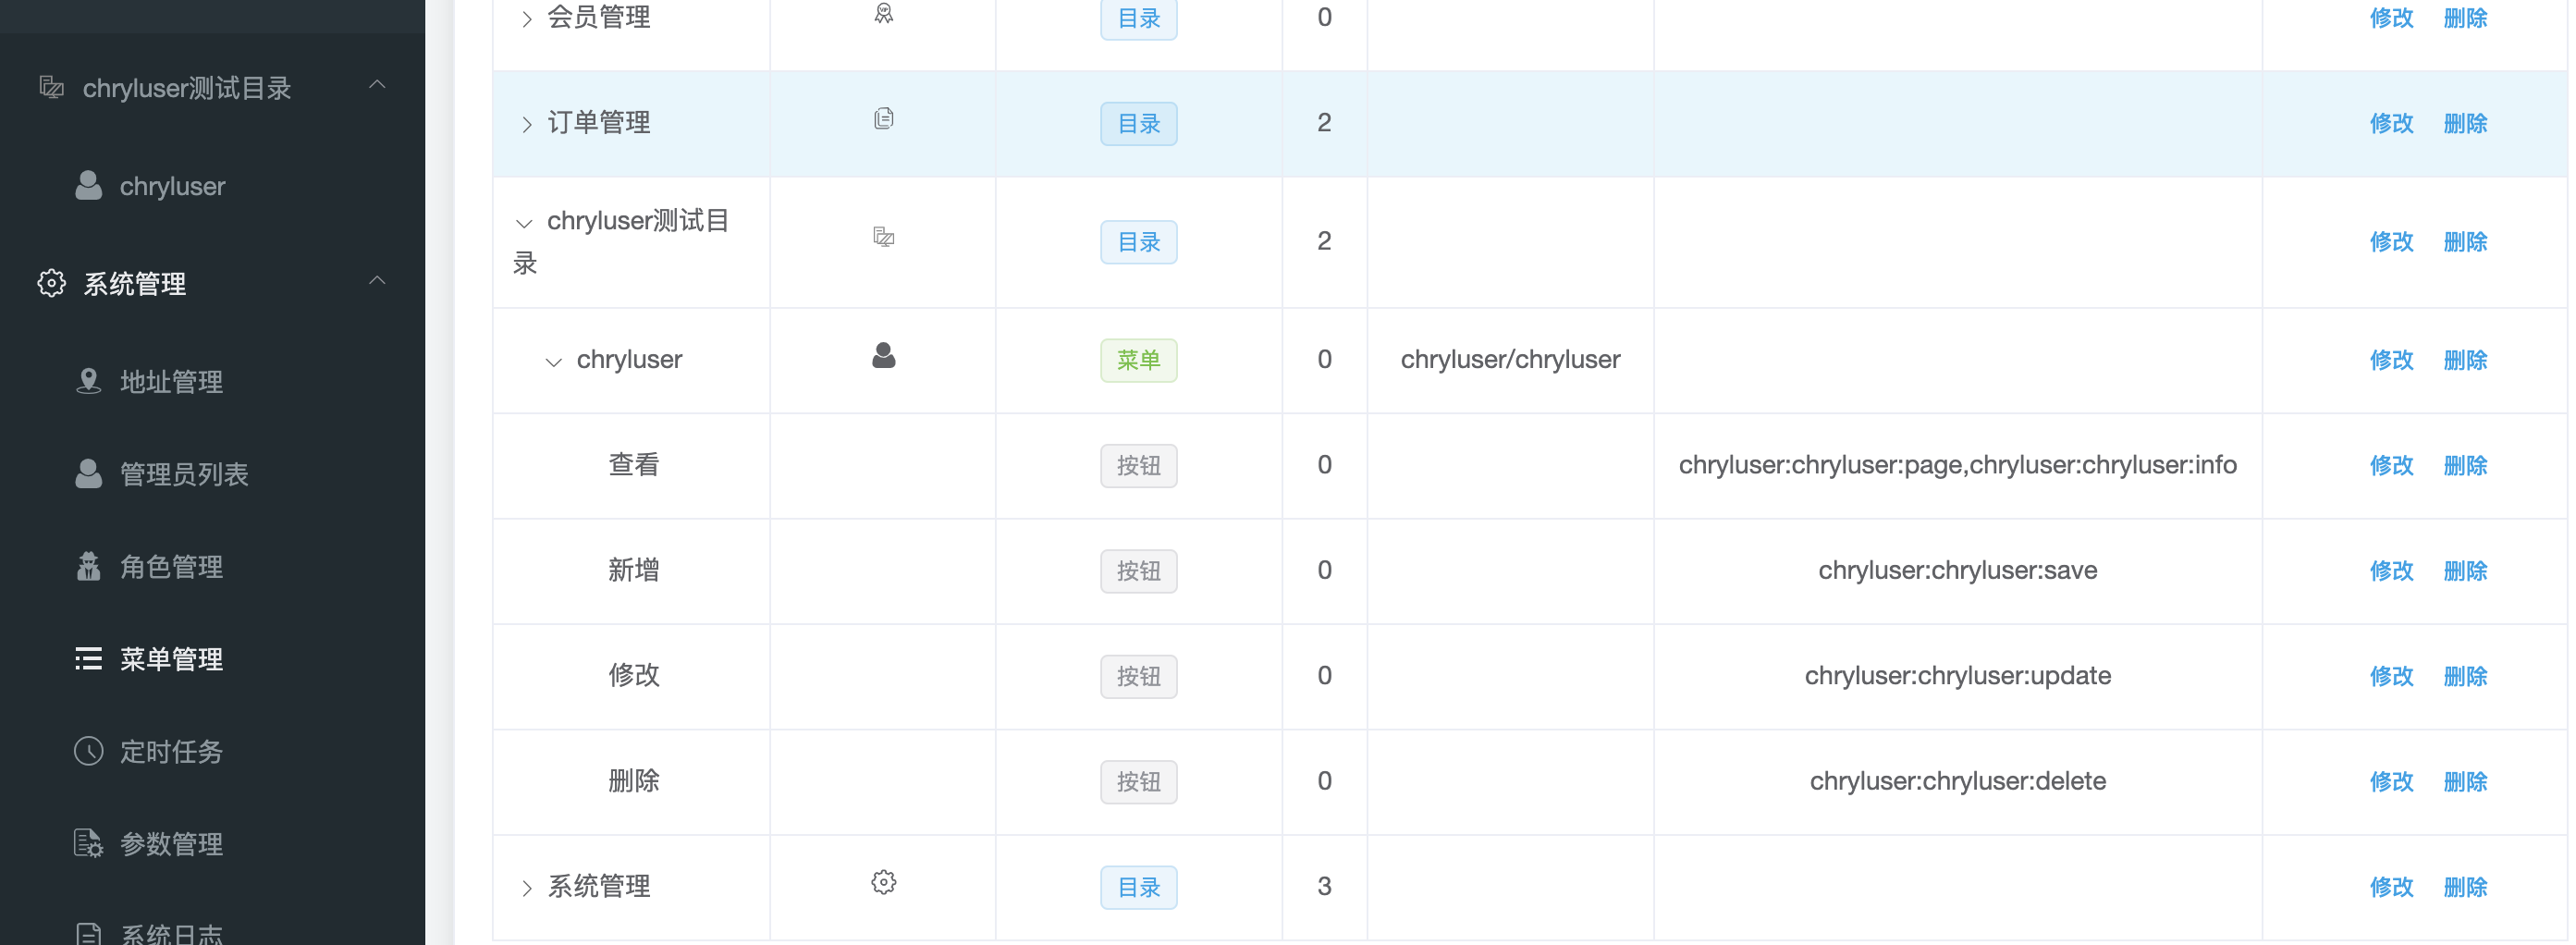 chryluser测试目录
chryluser
系统管理
地址管理
管理员列表
角色管理
菜单管理
定时任务
参数管理
系统日志
会员管理 目录 0 修改 删除
订单管理 目录 2 修改 删除
chryluser测试目
录 目录 2 修改 删除
chryluser 菜单 0 chryluser/chryluser 修改 删除
查看 按钮 0 chryluser:chryluser:page,chryluser:chryluser:info 修改 删除
新增 按钮 0 chryluser:chryluser:save 修改 删除
修改 按钮 0 chryluser:chryluser:update 修改 删除
删除 按钮 0 chryluser:chryluser:delete 修改 删除
系统管理 目录 3 修改 删除